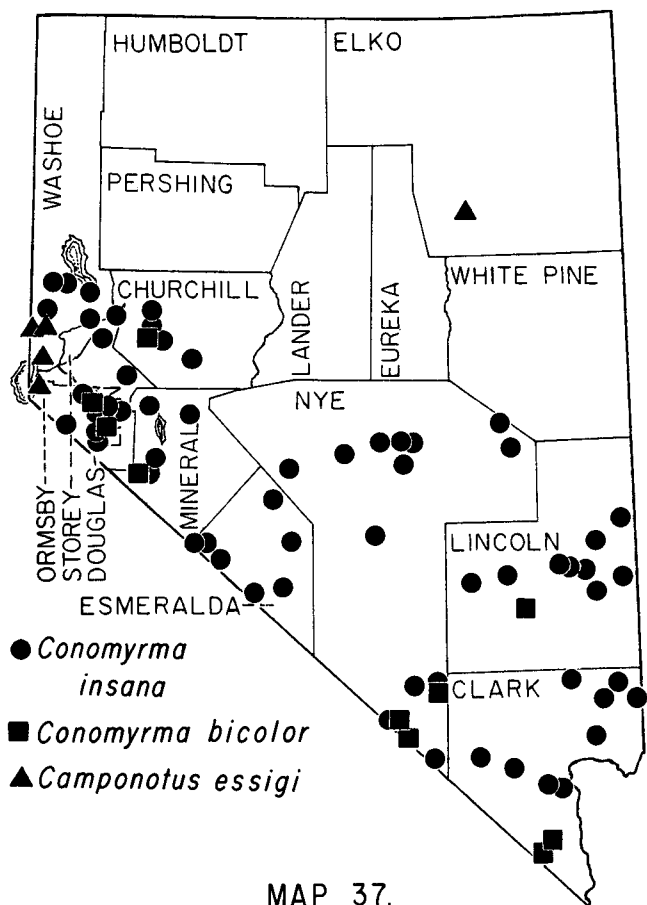 HUMBOLDT
ELKO
WASHOE
PERSHING
CHURCHILL
LANDER
EUREKA
WHITE PINE
NYE
MINERAL
LYON
ORMSBY
STOREY
DOUGLAS
LINCOLN
ESMERALDA
CLARK
Conomyrma
insana
Conomyrma bicolor
Camponotus essigi
MAP 37.